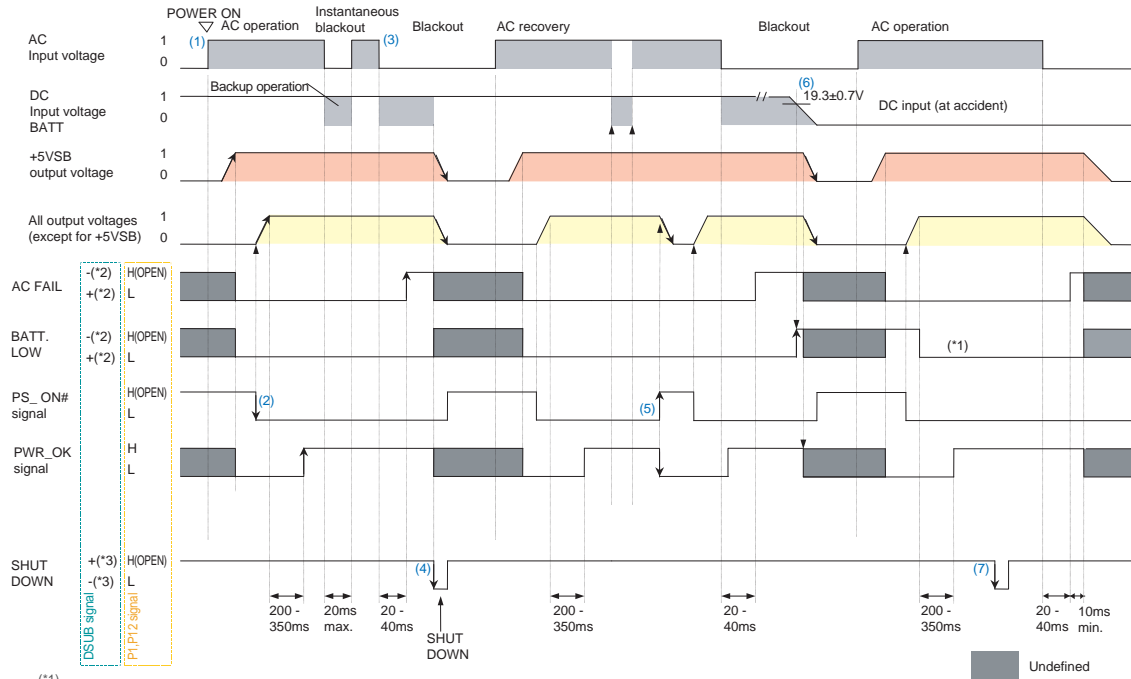 POWER ON
AC operation
Instantaneous
blackout
Blackout
AC recovery
Blackout
AC operation
AC
Input voltage
1
0
(1)
(3)
Backup operation
DC
Input voltage
BATT
1
0
(6)
19.3±0.7V
DC input (at accident)
+5VSB
output voltage
1
0
All output voltages
(except for +5VSB)
1
0
AC FAIL
-(*2)
+(*2)
H(OPEN)
L
BATT.
LOW
-(*2)
+(*2)
H(OPEN)
L
(*1)
PS_ ON#
signal
H(OPEN)
L
(2)
(5)
PWR_OK
signal
H
L
SHUT
DOWN
+(*3)
-(*3)
H(OPEN)
L
(4)
(7)
DSUB signal
P1,P12 signal
200 -
350ms
20ms
max.
20 -
40ms
SHUT
DOWN
200 -
350ms
20 -
40ms
200 -
350ms
20 -
40ms
10ms
min.
Undefined
(*1)